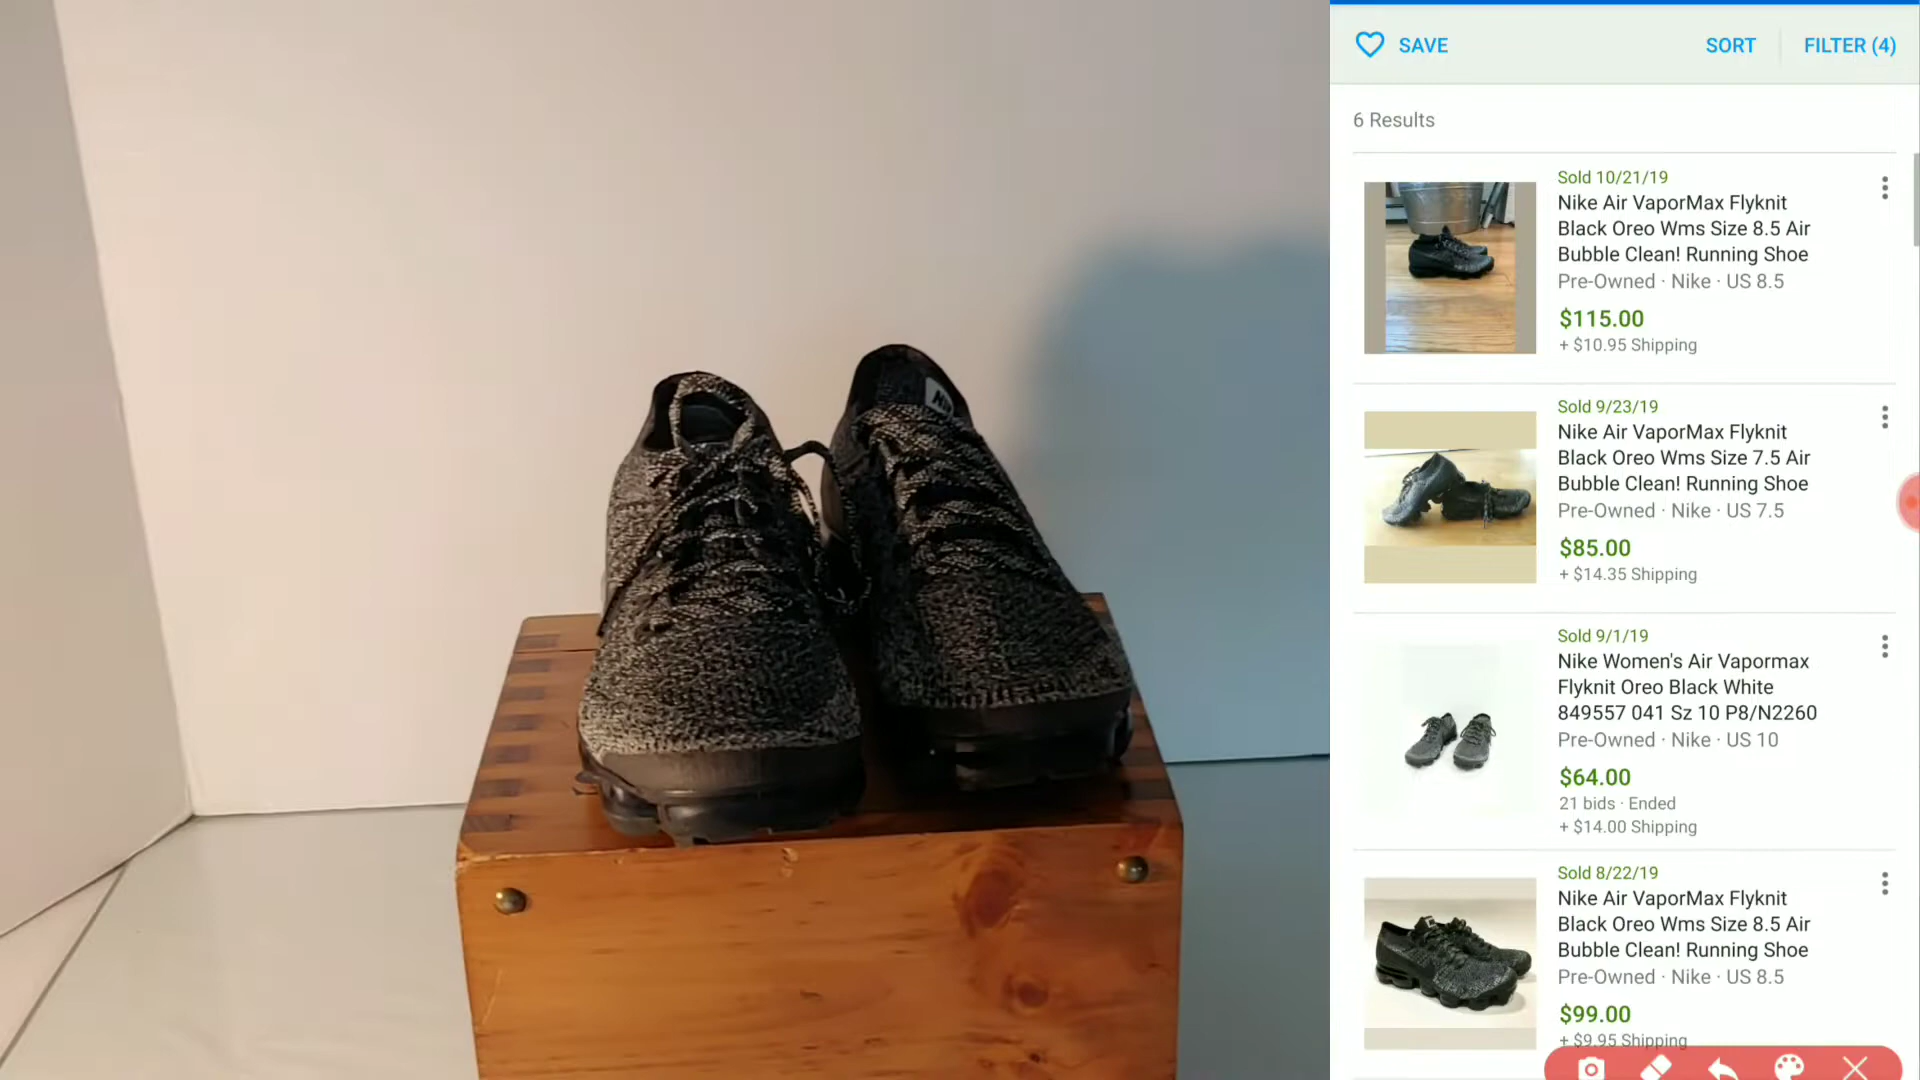 SAVE
SORT
FILTER (4)
6 Results
Sold 10/21/19
Nike Air VaporMax Flyknit
Black Oreo Wms Size 8.5 Air
Bubble Clean! Running Shoe
Pre-Owned · Nike · US 8.5
$115.00
+ $10.95 Shipping
Sold 9/23/19
Nike Air VaporMax Flyknit
Black Oreo Wms Size 7.5 Air
Bubble Clean! Running Shoe
Pre-Owned · Nike · US 7.5
$85.00
+ $14.35 Shipping
Sold 9/1/19
Nike Women's Air Vapormax
Flyknit Oreo Black White
849557 041 Sz 10 P8/N2260
Pre-Owned · Nike · US 10
$64.00
21 bids · Ended
+ $14.00 Shipping
Sold 8/22/19
Nike Air VaporMax Flyknit
Black Oreo Wms Size 8.5 Air
Bubble Clean! Running Shoe
Pre-Owned · Nike · US 8.5
$99.00
+ $9.95 Shipping